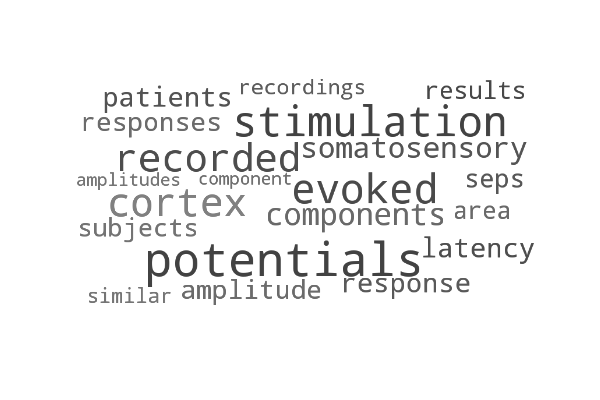 recordings results
patients
responses stimulation
recorded somatosensory
amplitudes component evoked seps
cortex components area
subjects
potentials latency
similar amplitude response